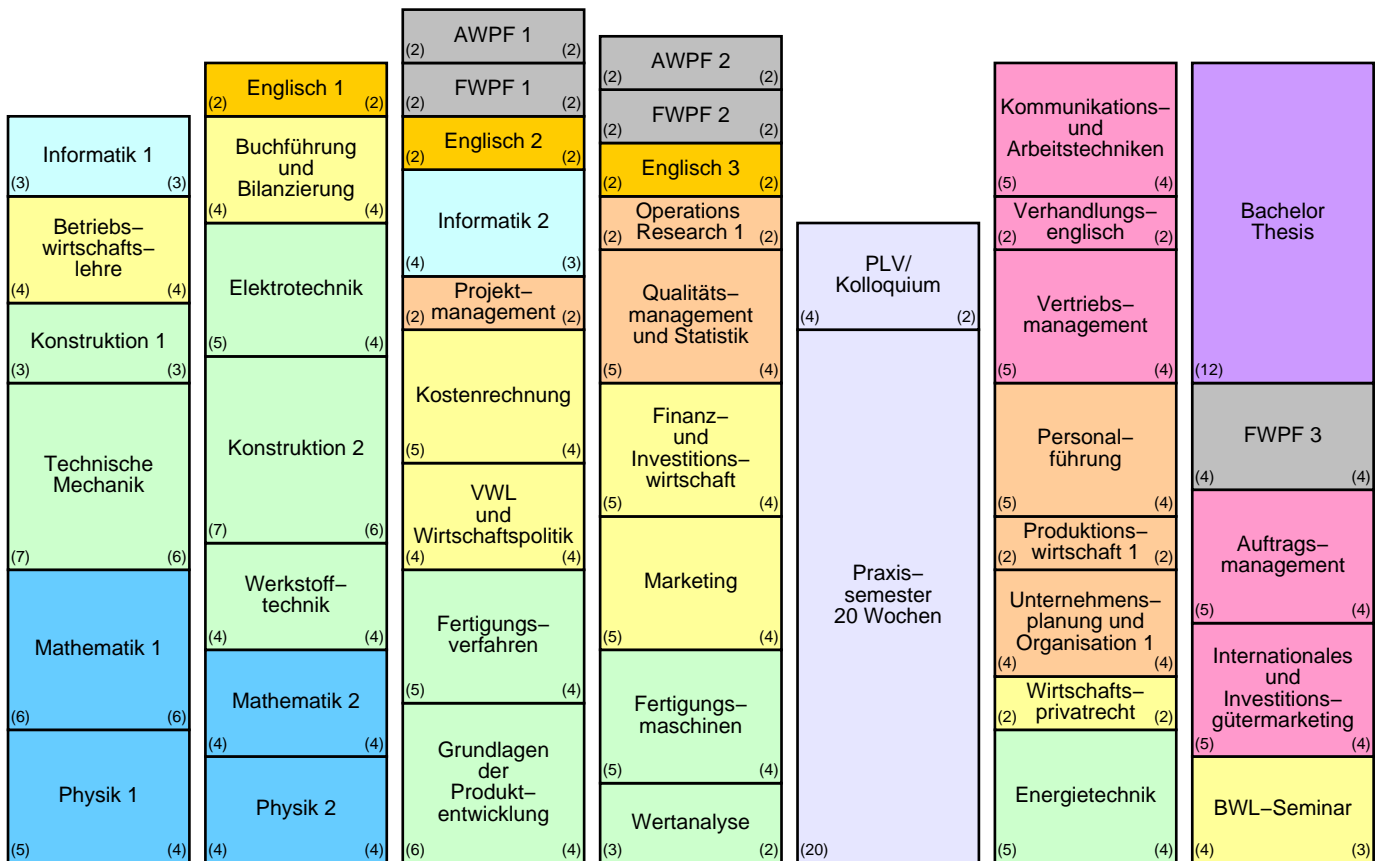 Informatik 1
(3) (3)
Betriebs–
wirtschafts–
lehre
(4) (4)
Konstruktion 1
(3) (3)
Technische
Mechanik
(7) (6)
Mathematik 1
(6) (6)
Physik 1
(5) (4)
Englisch 1
(2) (2)
Buchführung
und
Bilanzierung
(4) (4)
Elektrotechnik
(5) (4)
Konstruktion 2
(7) (6)
Werkstoff–
technik
(4) (4)
Mathematik 2
(4) (4)
Physik 2
(4) (4)
AWPF 1
(2) (2)
FWPF 1
(2) (2)
Englisch 2
(2) (2)
Informatik 2
(4) (3)
Projekt–
(2) management (2)
Kostenrechnung
(5) (4)
VWL
und
Wirtschaftspolitik
(4) (4)
Fertigungs–
verfahren
(5) (4)
Grundlagen
der
Produkt–
entwicklung
(6) (4)
AWPF 2
(2) (2)
FWPF 2
(2) (2)
Englisch 3
(2) (2)
Operations
(2) Research 1 (2)
Qualitäts–
management
und Statistik
(5) (4)
Finanz–
und
Investitions–
wirtschaft
(5) (4)
Marketing
(5) (4)
Fertigungs–
maschinen
(5) (4)
Wertanalyse
(3) (2)
PLV/
Kolloquium
(4) (2)
Praxis–
semester
20 Wochen
(20)
Kommunikations–
und
Arbeitstechniken
(5) (4)
Verhandlungs–
(2) englisch (2)
Vertriebs–
management
(5) (4)
Personal–
führung
(5) (4)
Produktions–
(2) wirtschaft 1 (2)
Unternehmens–
planung und
Organisation 1
(4) (4)
Wirtschafts–
(2) privatrecht (2)
Energietechnik
(5) (4)
Bachelor
Thesis
(12)
FWPF 3
(4) (4)
Auftrags–
management
(5) (4)
Internationales
und
Investitions–
gütermarketing
(5) (4)
BWL–Seminar
(4) (3)